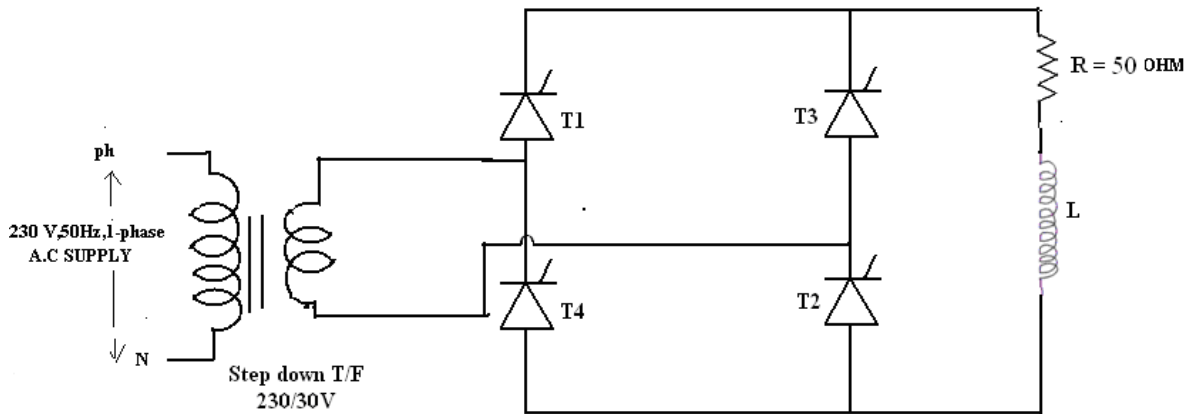 R = 50 OHM
T1
T3
ph
L
230 V,50Hz,1-phase
A.C SUPPLY
T4
T2
N
Step down T/F
230/30V